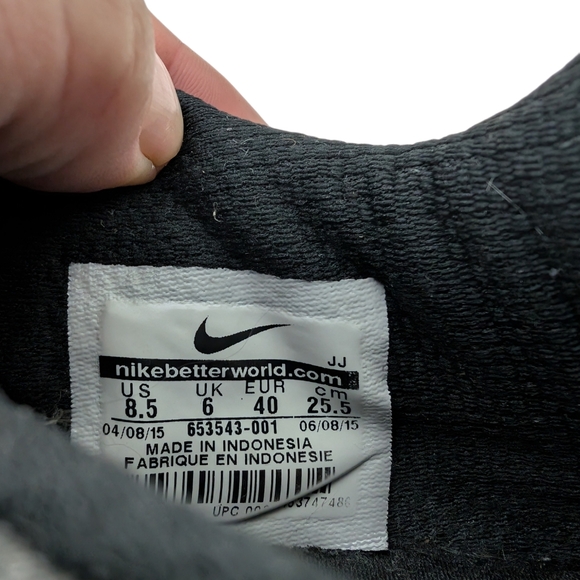 JJ
nikebetterworld.com
US UK EUR cm
8.5 6 40 25.5
04/08/15 653543-001 06/08/15
MADE IN INDONESIA
FABRIQUE EN INDONESIE
UPC